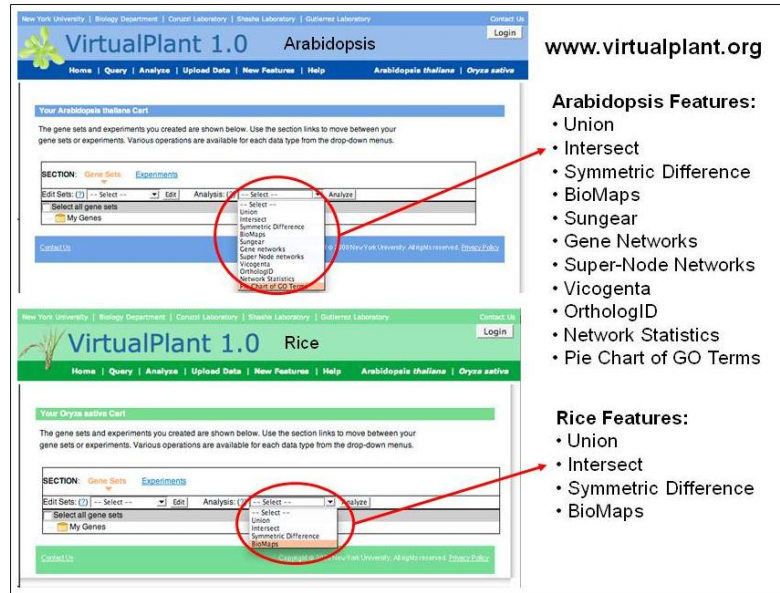 New York University | Biology Department | Coruzzi Laboratory | Shasha Laboratory | Gutierrez Laboratory Contact Us
Login
VirtualPlant 1.0 Arabidopsis
Home | Query | Analyze | Upload Data | New Features | Help Arabidopsis thaliana | Oryza sativa
Your Arabidopsis thaliana Cart
The gene sets and experiments you created are shown below. Use the section links to move between your
gene sets or experiments. Various operations are available for each data type from the drop-down menus.
SECTION: Gene Sets Experiments
Edit Sets: (?) -- Select -- Edit Analysis: (?) -- Select -- Analyze
Select all gene sets
My Genes
-- Select --
Union
Intersect
Symmetric Difference
BioMaps
Sungear
Gene networks
Super Node networks
Vicogenta
OrthologID
Network Statistics
Pie Chart of GO Terms
Contact Us New York University. All rights reserved. Privacy Policy
New York University | Biology Department | Coruzzi Laboratory | Shasha Laboratory | Gutierrez Laboratory Contact Us
Login
VirtualPlant 1.0 Rice
Home | Query | Analyze | Upload Data | New Features | Help Arabidopsis thaliana | Oryza sativa
Your Oryza sativa Cart
The gene sets and experiments you created are shown below. Use the section links to move between your
gene sets or experiments. Various operations are available for each data type from the drop-down menus.
SECTION: Gene Sets Experiments
Edit Sets: (?) -- Select -- Edit Analysis: (?) -- Select -- Analyze
Select all gene sets
My Genes
-- Select --
Union
Intersect
Symmetric Difference
BioMaps
Contact Us Copyright © New York University. All rights reserved. Privacy Policy
www.virtualplant.org
Arabidopsis Features:
• Union
• Intersect
• Symmetric Difference
• BioMaps
• Sungear
• Gene Networks
• Super-Node Networks
• Vicogenta
• OrthologID
• Network Statistics
• Pie Chart of GO Terms
Rice Features:
• Union
• Intersect
• Symmetric Difference
• BioMaps